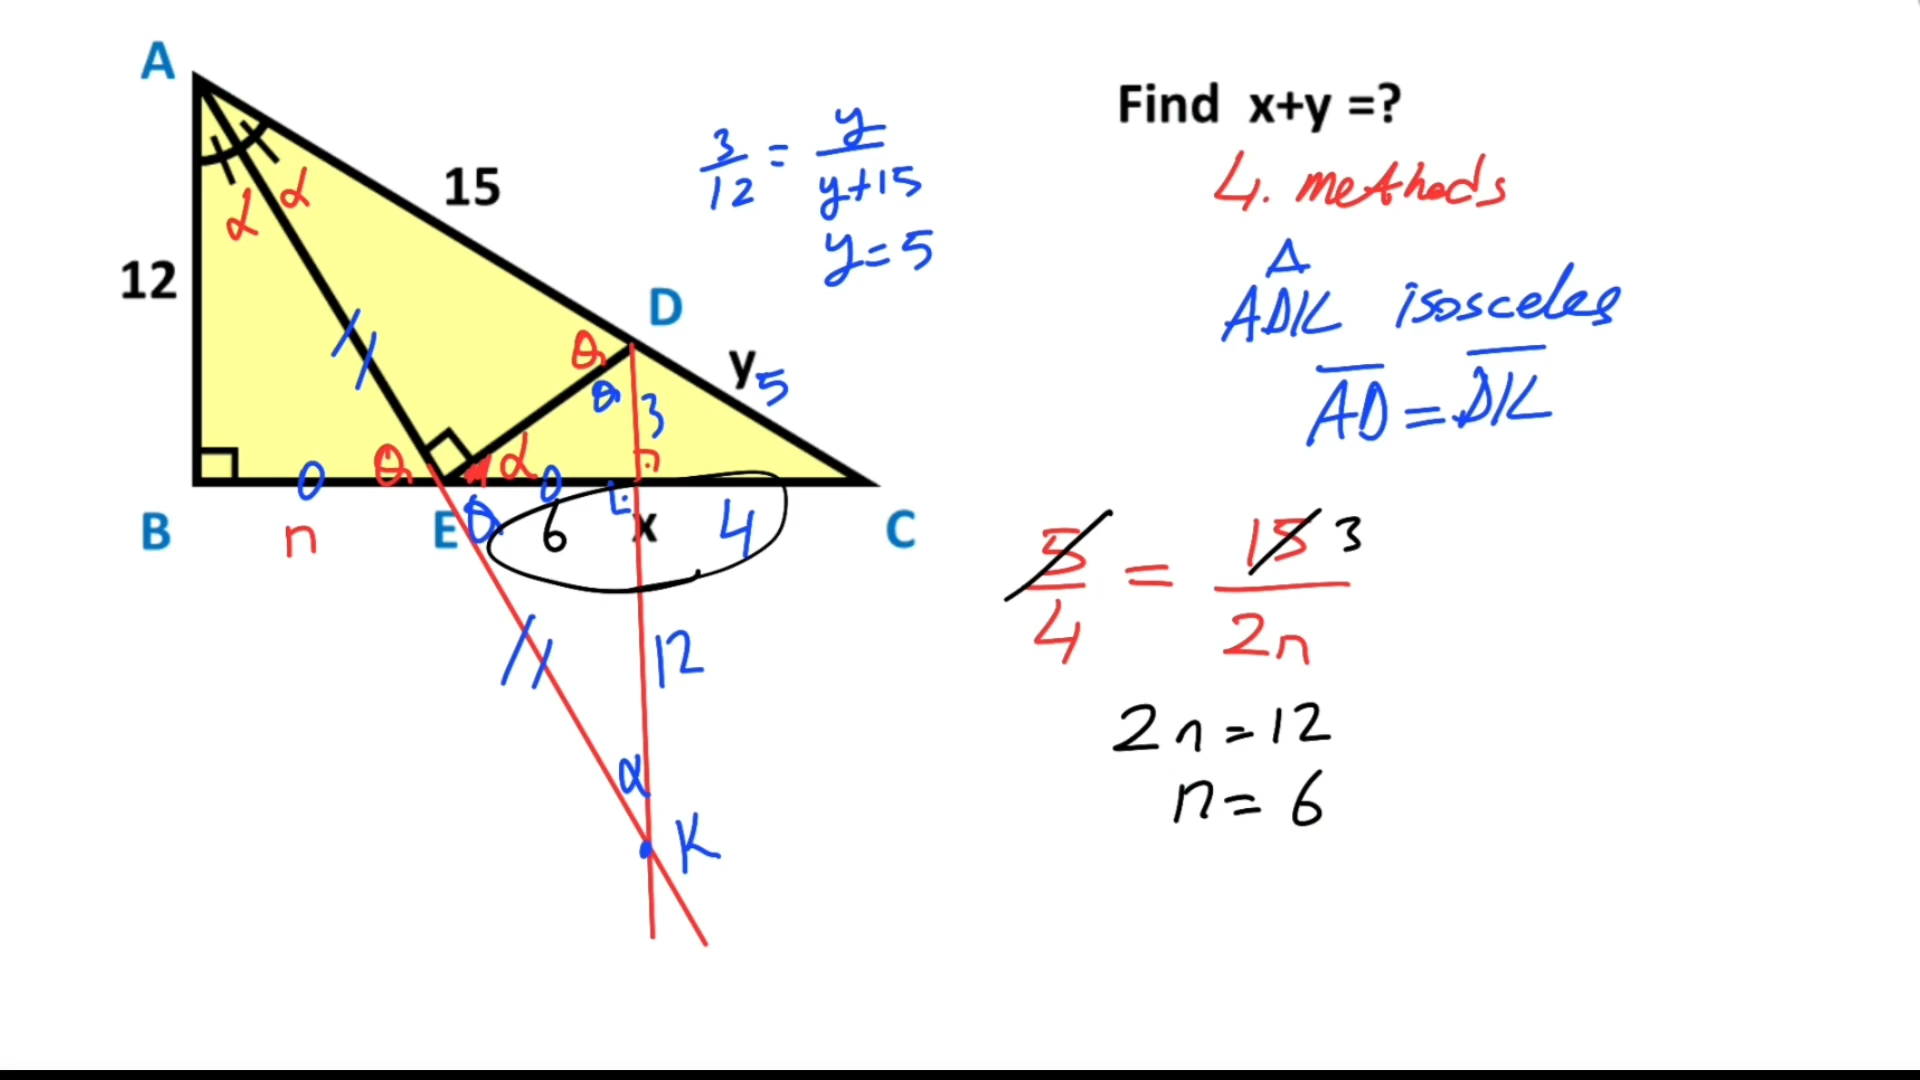 A
Find x+y =?
3/12 = y/y+15
4. methods
15
α α
y = 5
△
ADK isosceles
12
D
θ
y 5
θ 3
AD = DK
θ α
B n E θ 6 x 4 C
5/4 = 15 3/2n
12
2n = 12
α
n = 6
K